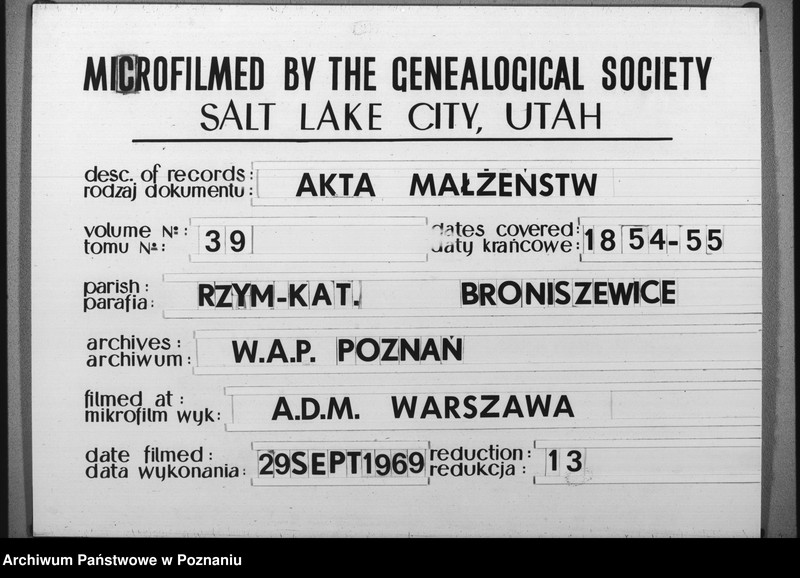 MICROFILMED BY THE GENEALOGICAL SOCIETY
SALT LAKE CITY, UTAH
desc. of records:
rodzaj dokumentu: AKTA MAŁŻEŃSTW
volume Nº:
tomu Nº: 39
dates covered:
daty krańcowe: 1854-55
parish:
parafia: RZYM-KAT. BRONISZEWICE
archives:
archiwum: W.A.P. POZNAŃ
filmed at:
mikrofilm wyk: A.D.M. WARSZAWA
date filmed:
data wykonania: 29SEPT1969
reduction:
redukcja: 13
Archiwum Państwowe w Poznaniu